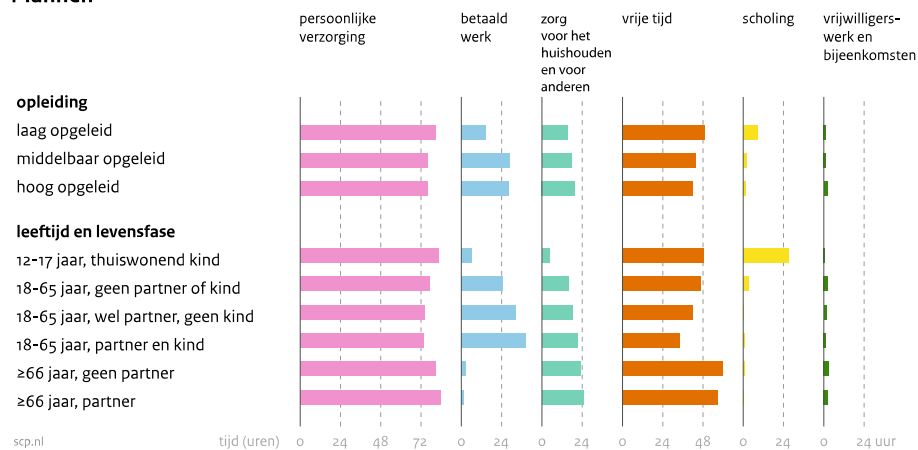 persoonlijke
verzorging
betaald
werk
zorg
voor het
huishouden
en voor
anderen
vrije tijd
scholing
vrijwilligers-
werk en
bijeenkomsten
opleiding
laag opgeleid
middelbaar opgeleid
hoog opgeleid
leeftijd en levensfase
12-17 jaar, thuiswonend kind
18-65 jaar, geen partner of kind
18-65 jaar, wel partner, geen kind
18-65 jaar, partner en kind
≥66 jaar, geen partner
≥66 jaar, partner
scp.nl tijd (uren) 0 24 48 72 0 24 0 24 0 24 48 0 24 0 24 uur